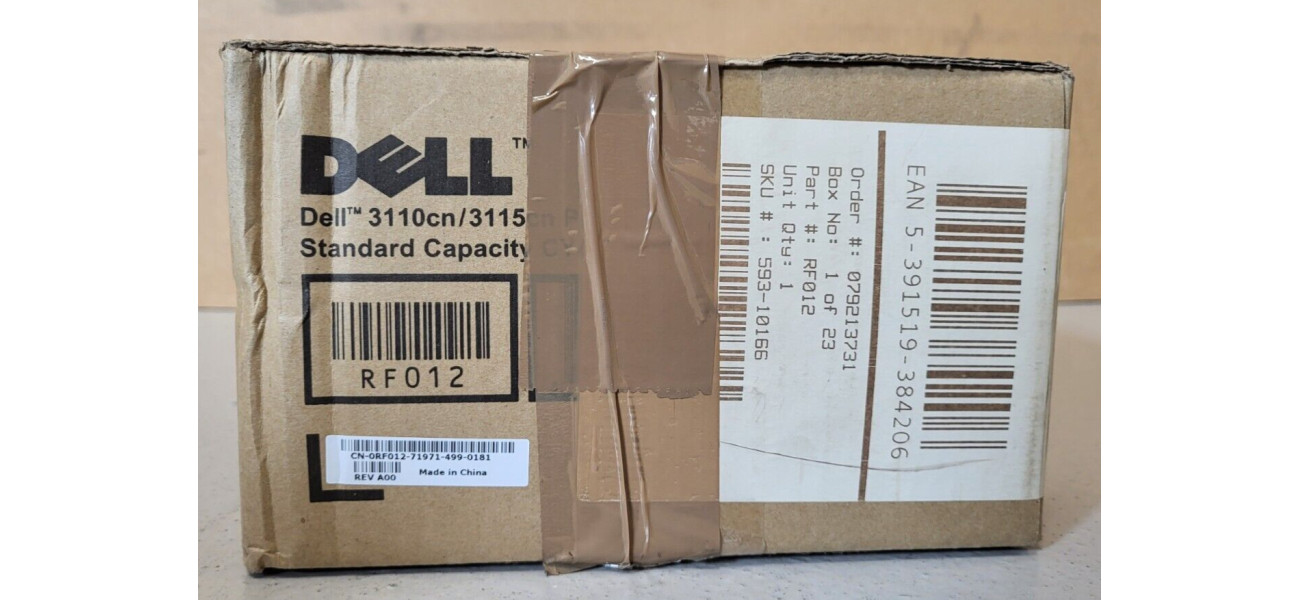 DELL™
Dell™ 3110cn/3115cn P
Standard Capacity CY
RF012
CN-0RF012-71971-499-0181
REV A00 Made in China
EAN 5-391519-384206
Order #: 079213731
Box No: 1 of 23
Part #: RF012
Unit Qty: 1
SKU # : 593-10166